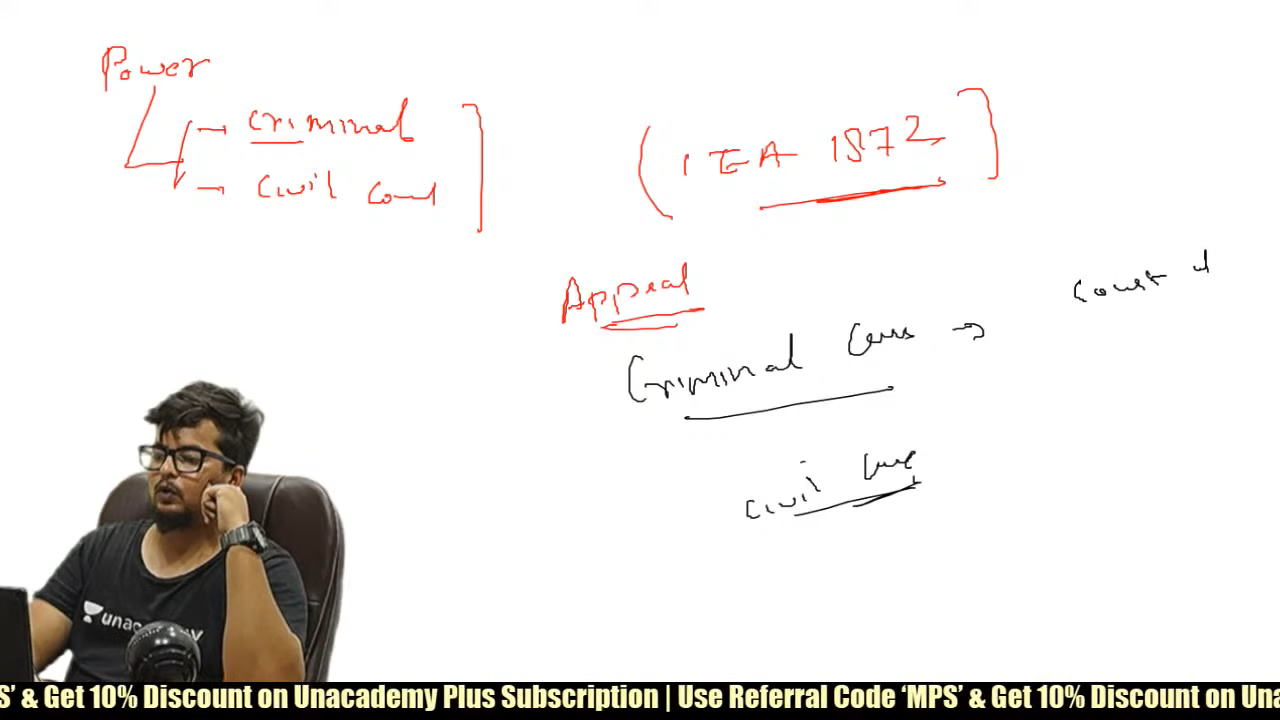 Power
→ criminal
→ civil court
(IEA 1872]
Appeal
Criminal →
Court
civil
unacademy
S' & Get 10% Discount on Unacademy Plus Subscription | Use Referral Code 'MPS' & Get 10% Discount on Una